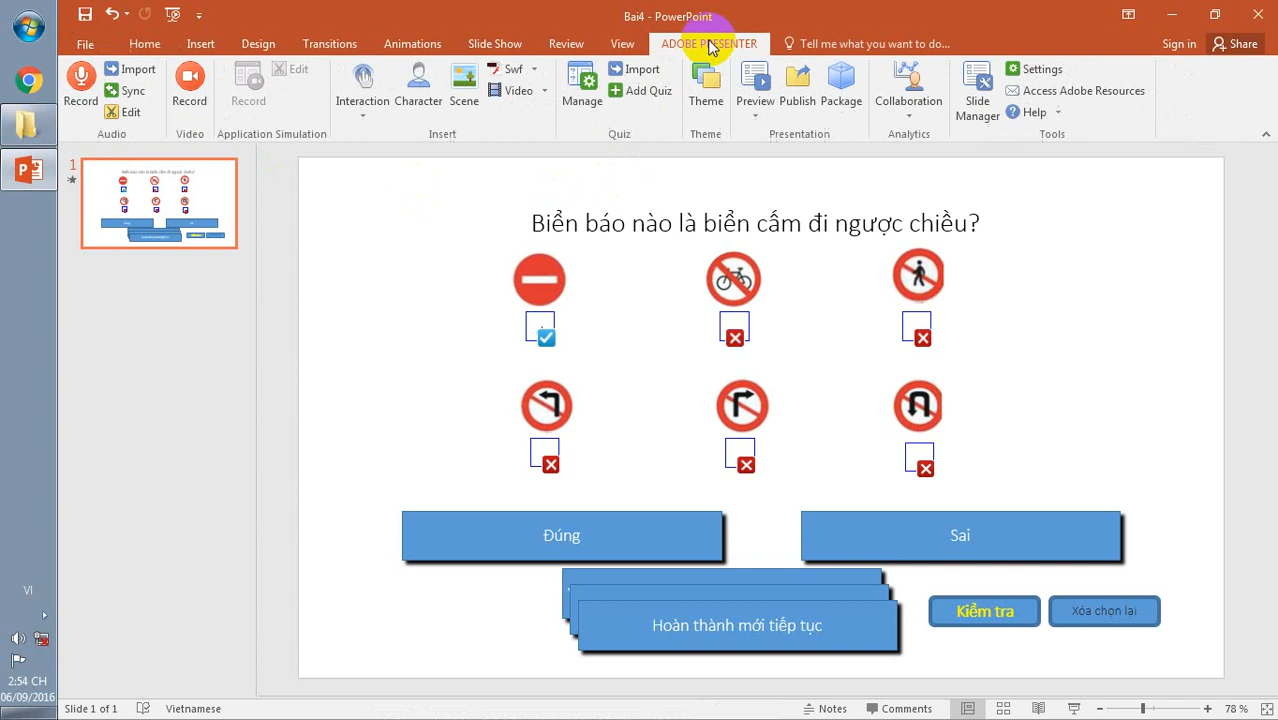 Bai4 - PowerPoint
File Home Insert Design Transitions Animations Slide Show Review View ADOBE PRESENTER Tell me what you want to do... Sign in Share
Record Import Sync Edit
Audio
Record
Video
Record Edit
Application Simulation
Interaction Character Scene Swf Video
Insert
Manage Import Add Quiz
Quiz
Theme
Theme
Preview Publish Package
Presentation
Collaboration
Analytics
Slide Manager Settings Access Adobe Resources Help
Tools
1
Biển báo nào là biển cấm đi ngược chiều?
Đúng
Sai
Hoàn thành mới tiếp tục
Kiểm tra
Xóa chọn lại
VI
2:54 CH
06/09/2016
Slide 1 of 1 Vietnamese Notes Comments 78 %